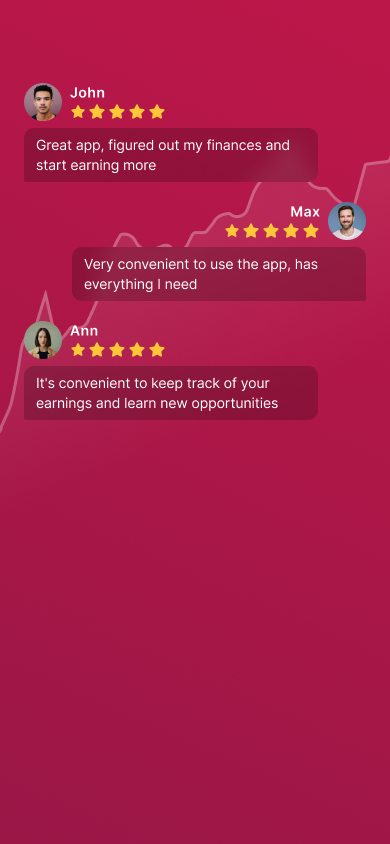 John
Great app, figured out my finances and
start earning more
Max
Very convenient to use the app, has
everything I need
Ann
It's convenient to keep track of your
earnings and learn new opportunities